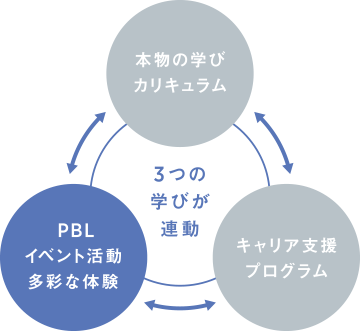 本物の学び
カリキュラム
3つの
学びが
連動
PBL
イベント活動
多彩な体験
キャリア支援
プログラム